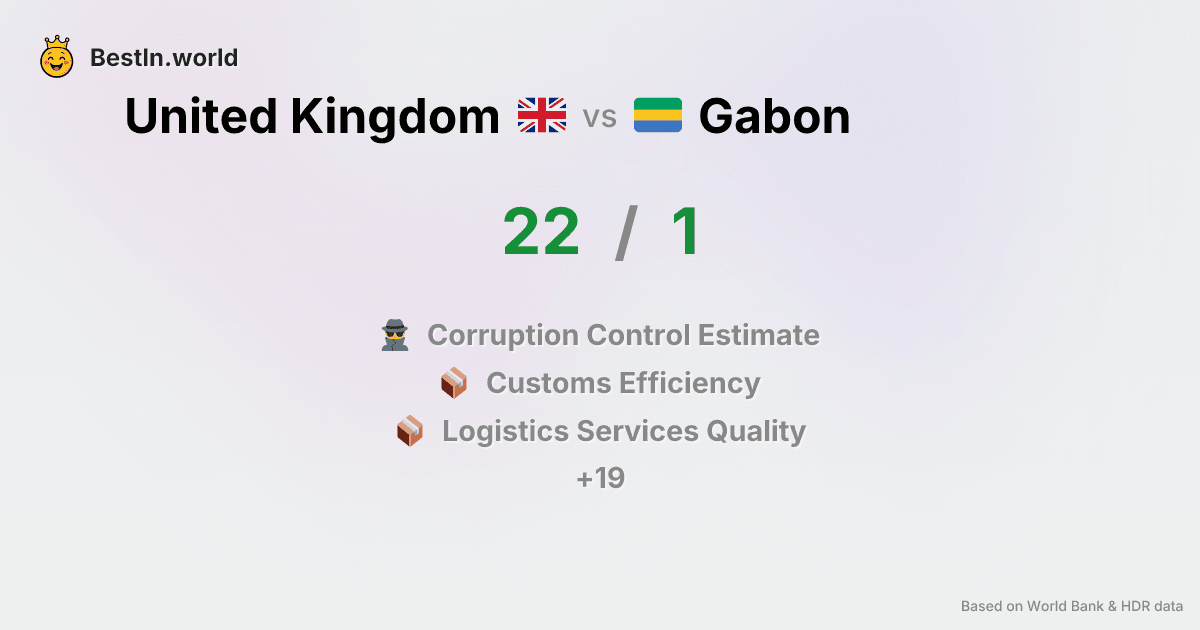 BestIn.world
United Kingdom vs Gabon
22 / 1
Corruption Control Estimate
Customs Efficiency
Logistics Services Quality
+19
Based on World Bank & HDR data